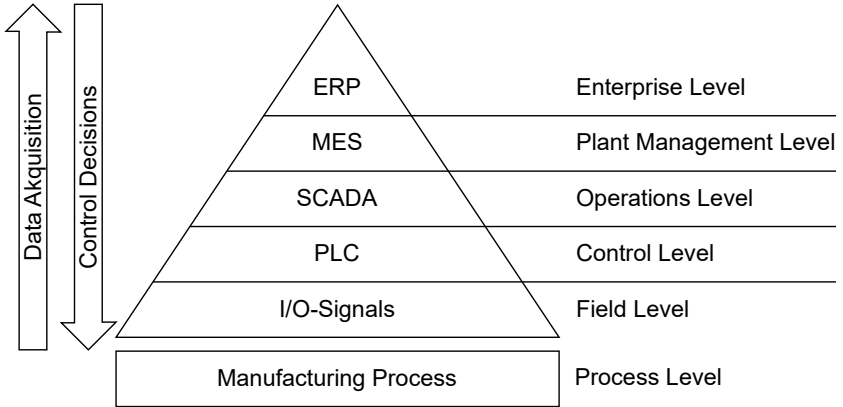 Data Akquisition
Control Decisions
ERP
Enterprise Level
MES
Plant Management Level
SCADA
Operations Level
PLC
Control Level
I/O-Signals
Field Level
Manufacturing Process
Process Level